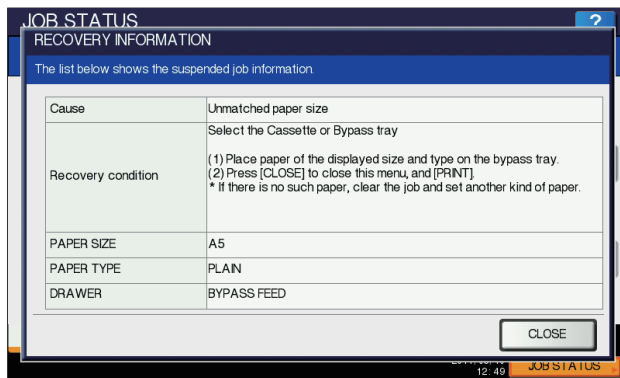 JOB STATUS
?
RECOVERY INFORMATION
The list below shows the suspended job information.
Cause
Unmatched paper size
Recovery condition
Select the Cassette or Bypass tray
(1) Place paper of the displayed size and type on the bypass tray.
(2) Press [CLOSE] to close this menu, and [PRINT].
* If there is no such paper, clear the job and set another kind of paper.
PAPER SIZE
A5
PAPER TYPE
PLAIN
DRAWER
BYPASS FEED
CLOSE
12:49
JOB STATUS